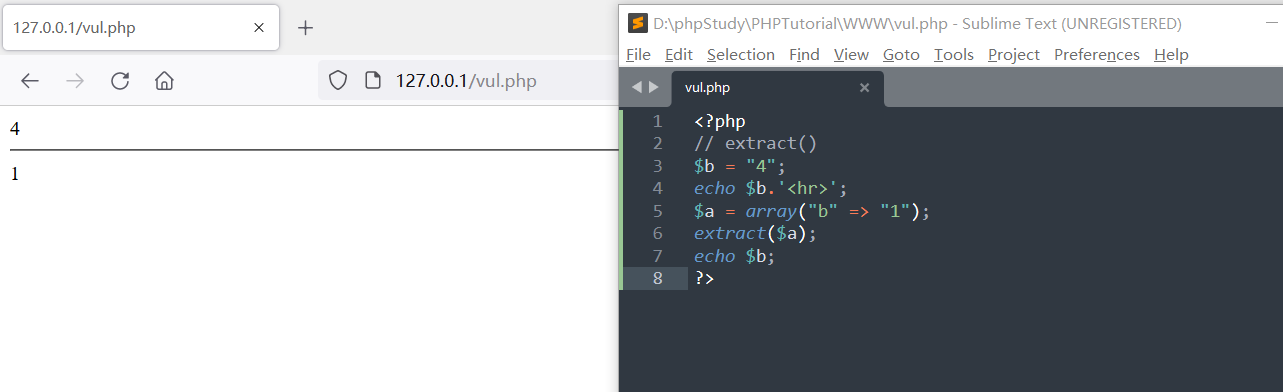 127.0.0.1/vul.php
127.0.0.1/vul.php
4
1
D:\phpStudy\PHPTutorial\WWW\vul.php - Sublime Text (UNREGISTERED)
File Edit Selection Find View Goto Tools Project Preferences Help
vul.php
1 <?php
2 // extract()
3 $b = "4";
4 echo $b.'<hr>';
5 $a = array("b" => "1");
6 extract($a);
7 echo $b;
8 ?>